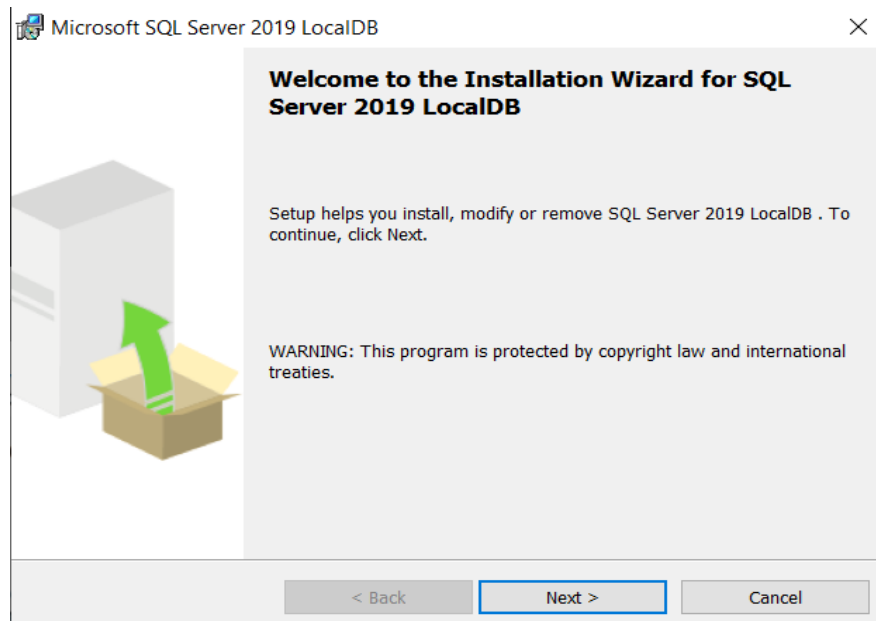 Microsoft SQL Server 2019 LocalDB
Welcome to the Installation Wizard for SQL
Server 2019 LocalDB
Setup helps you install, modify or remove SQL Server 2019 LocalDB . To
continue, click Next.
WARNING: This program is protected by copyright law and international
treaties.
< Back Next > Cancel